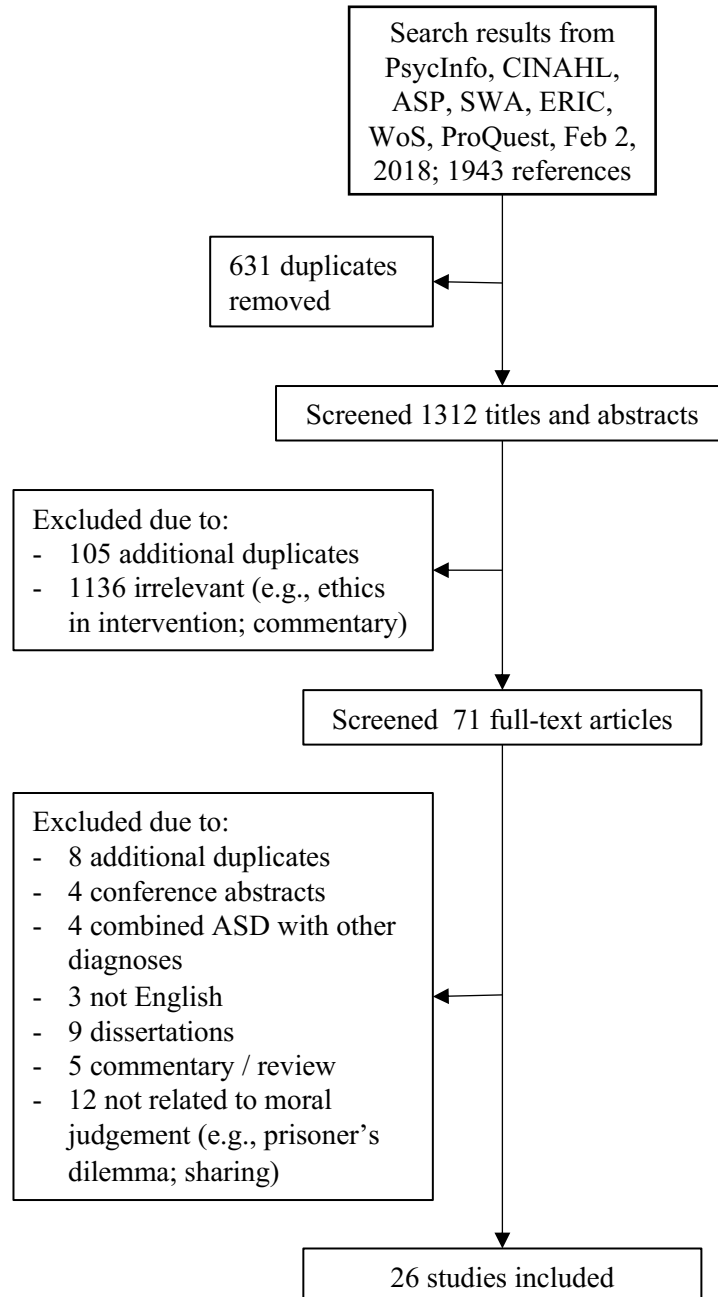 Search results from
PsycInfo, CINAHL,
ASP, SWA, ERIC,
WoS, ProQuest, Feb 2,
2018; 1943 references
631 duplicates
removed
Screened 1312 titles and abstracts
Excluded due to:
- 105 additional duplicates
- 1136 irrelevant (e.g., ethics
in intervention; commentary)
Screened 71 full-text articles
Excluded due to:
- 8 additional duplicates
- 4 conference abstracts
- 4 combined ASD with other
diagnoses
- 3 not English
- 9 dissertations
- 5 commentary / review
- 12 not related to moral
judgement (e.g., prisoner’s
dilemma; sharing)
26 studies included